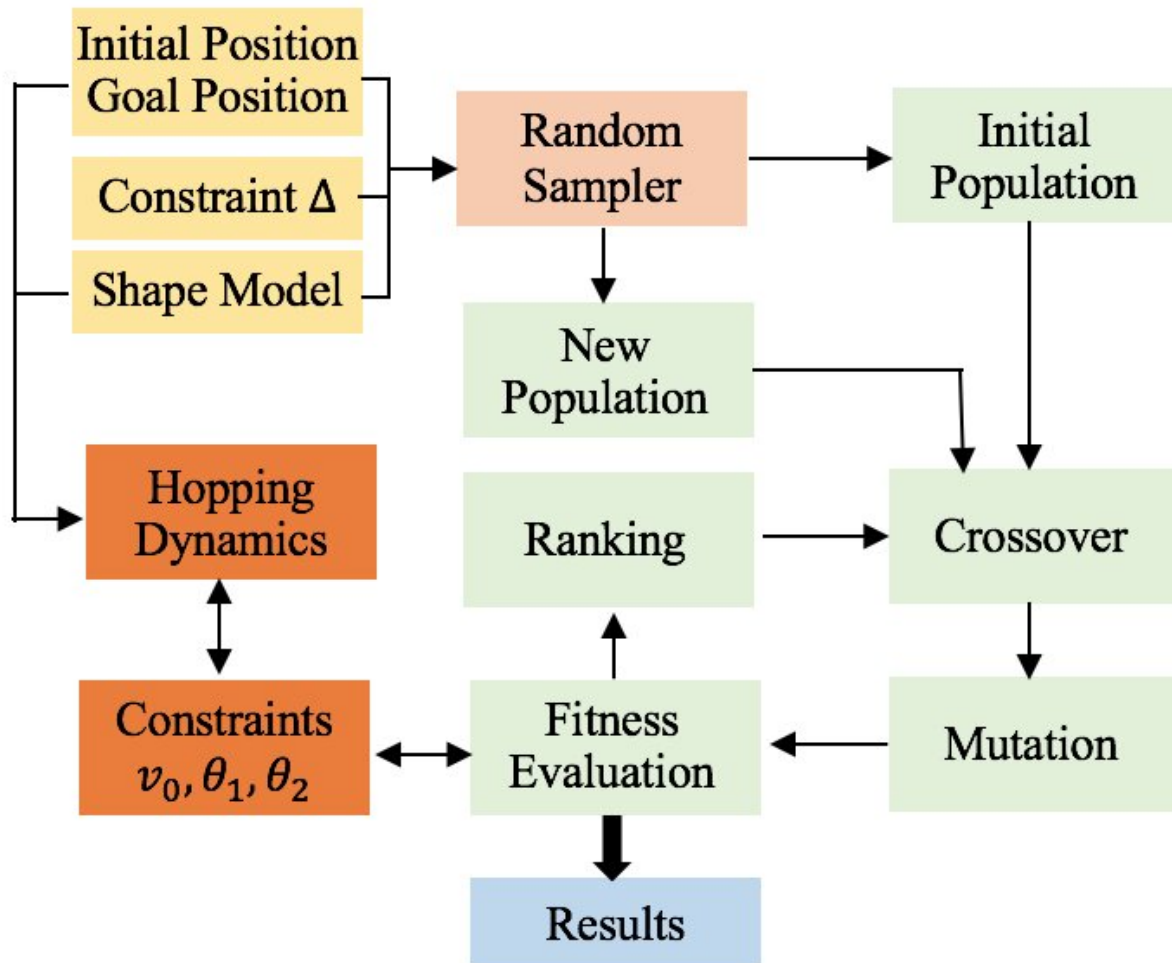 Initial Position
Goal Position
Constraint Δ
Shape Model
Random
Sampler
Initial
Population
New
Population
Hopping
Dynamics
Ranking
Crossover
Constraints
v₀, θ₁, θ₂
Fitness
Evaluation
Mutation
Results